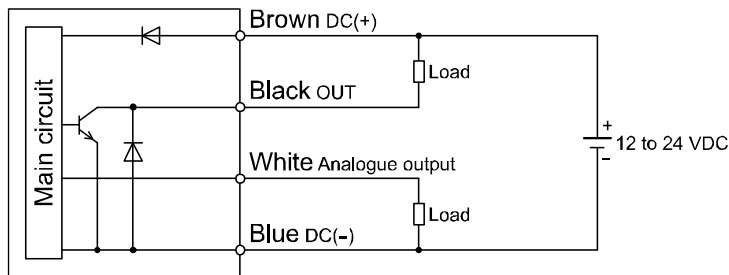 Main circuit
Brown DC(+)
Load
Black OUT
+
12 to 24 VDC
-
White Analogue output
Load
Blue DC(-)